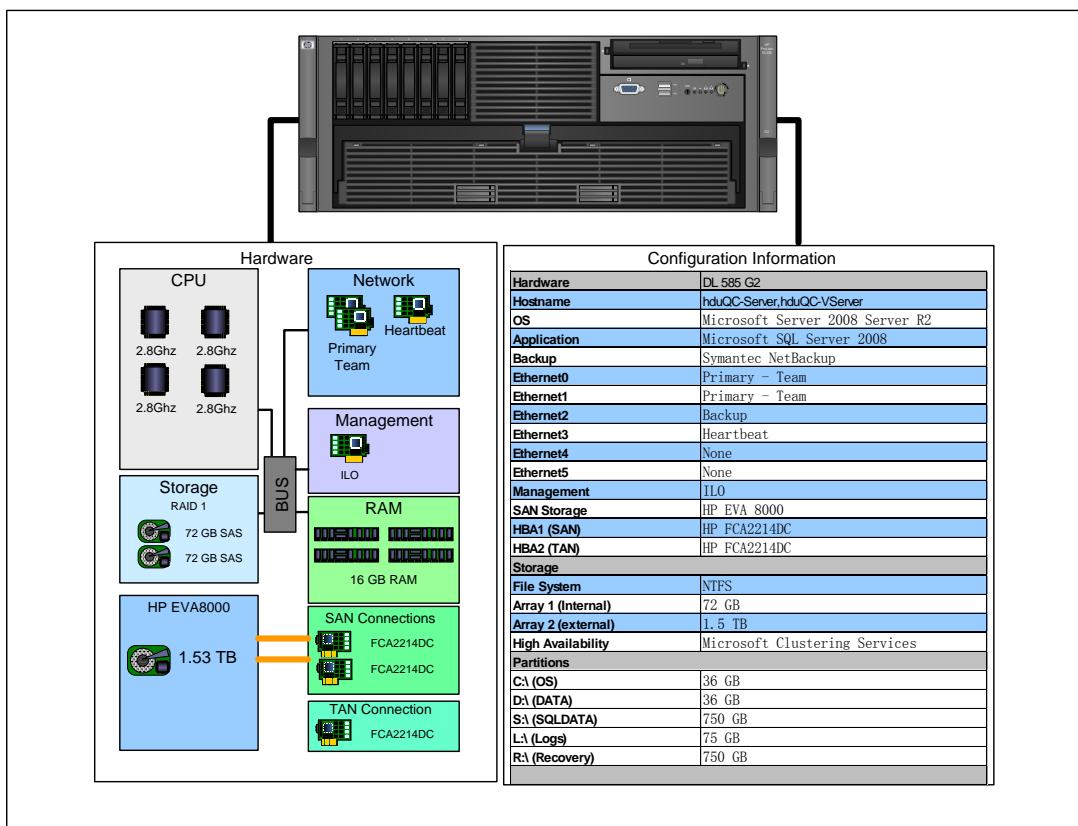 Hardware
CPU
2.8Ghz 2.8Ghz
2.8Ghz 2.8Ghz
Network
Primary
Team
Heartbeat
Management
ILO
BUS
Storage
RAID 1
72 GB SAS
72 GB SAS
RAM
16 GB RAM
HP EVA8000
1.53 TB
SAN Connections
FCA2214DC
FCA2214DC
TAN Connection
FCA2214DC
Configuration Information
Hardware DL 585 G2
Hostname hduQC-Server,hduQC-VServer
OS Microsoft Server 2008 Server R2
Application Microsoft SQL Server 2008
Backup Symantec NetBackup
Ethernet0 Primary - Team
Ethernet1 Primary - Team
Ethernet2 Backup
Ethernet3 Heartbeat
Ethernet4 None
Ethernet5 None
Management ILO
SAN Storage HP EVA 8000
HBA1 (SAN) HP FCA2214DC
HBA2 (TAN) HP FCA2214DC
Storage
File System NTFS
Array 1 (Internal) 72 GB
Array 2 (external) 1.5 TB
High Availability Microsoft Clustering Services
Partitions
C:\ (OS) 36 GB
D:\ (DATA) 36 GB
S:\ (SQLDATA) 750 GB
L:\ (Logs) 75 GB
R:\ (Recovery) 750 GB